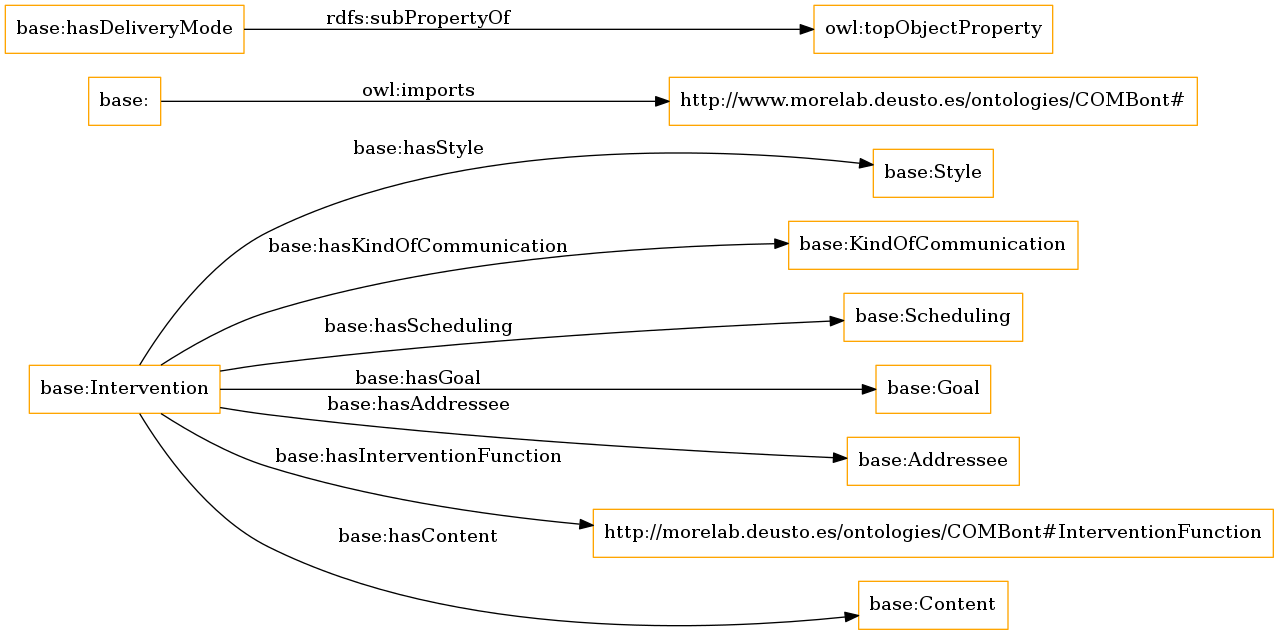 base:hasDeliveryMode
rdfs:subPropertyOf
owl:topObjectProperty
base:
owl:imports
http://www.morelab.deusto.es/ontologies/COMBont#
base:hasStyle
base:Style
base:hasKindOfCommunication
base:KindOfCommunication
base:hasScheduling
base:Scheduling
base:Intervention
base:hasGoal
base:Goal
base:hasAddressee
base:Addressee
base:hasInterventionFunction
http://morelab.deusto.es/ontologies/COMBont#InterventionFunction
base:hasContent
base:Content